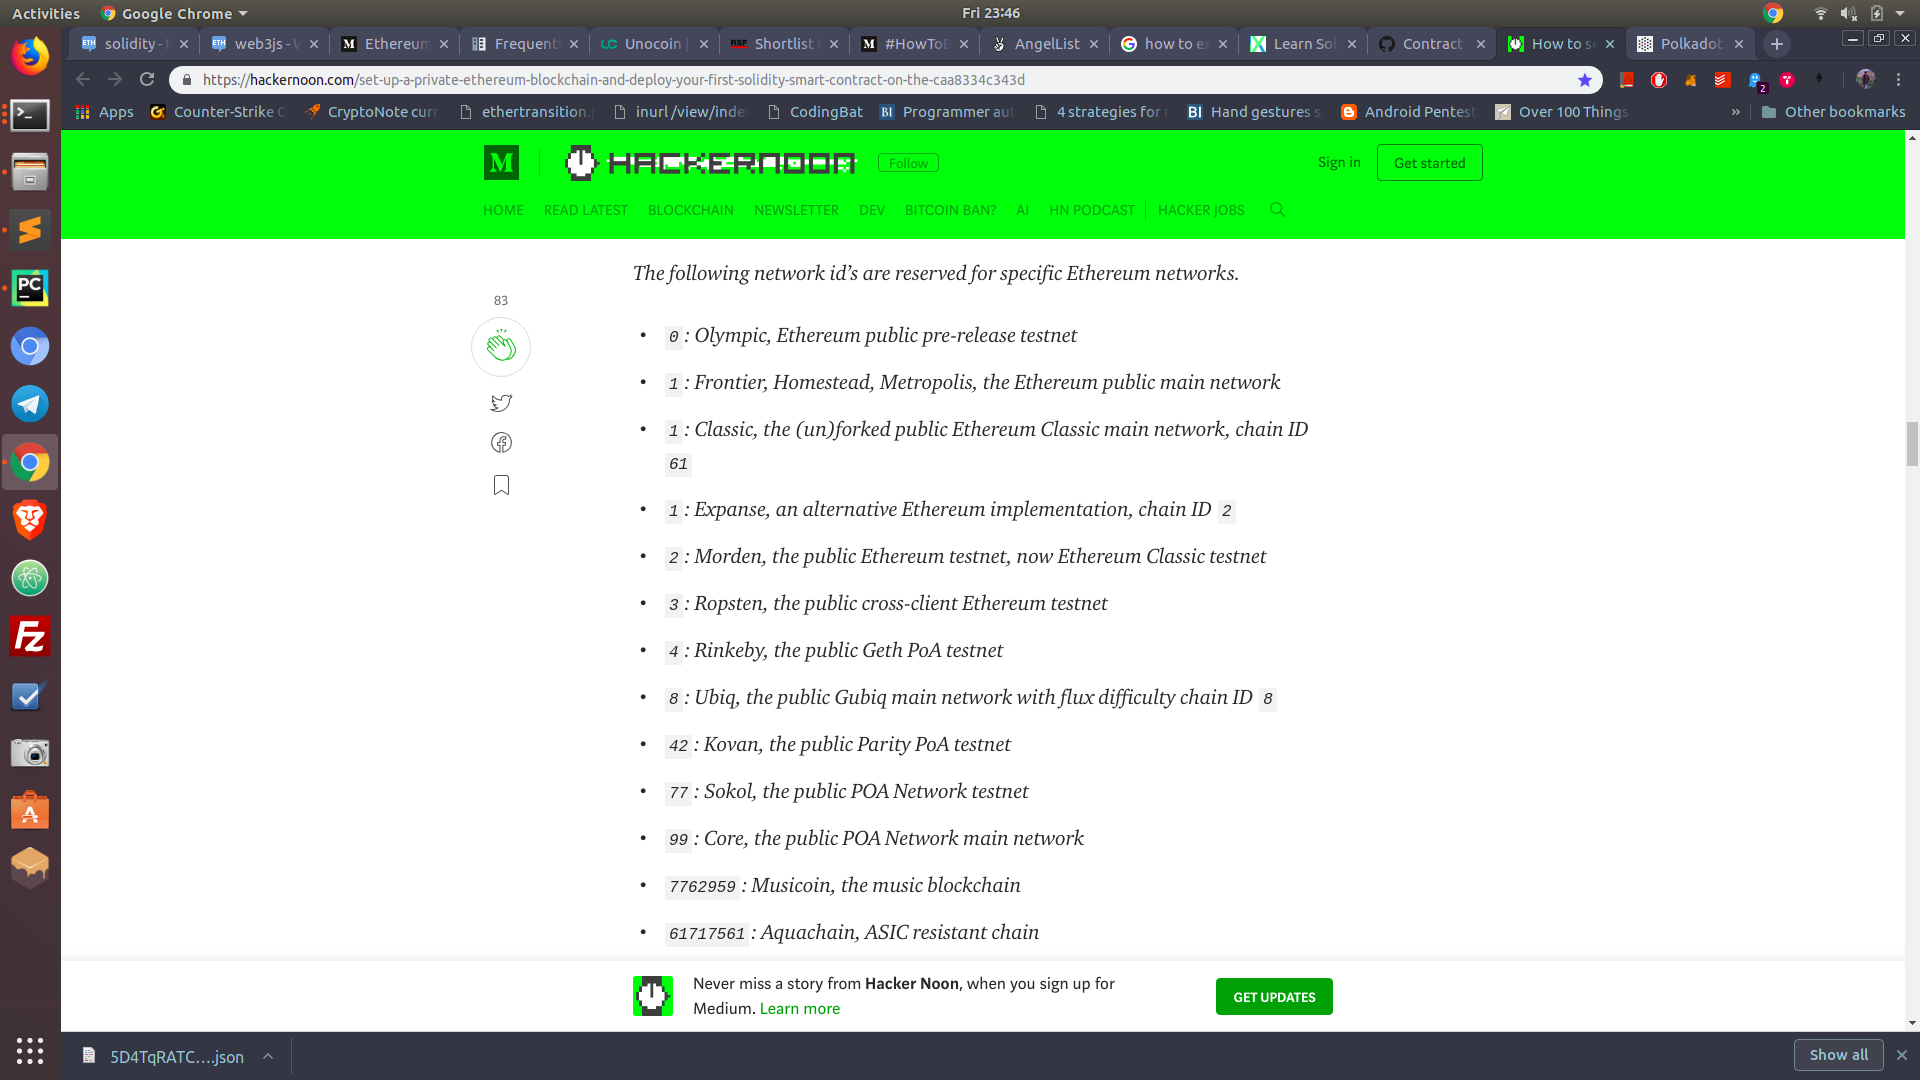 Activities Google Chrome Fri 23:46
solidity - web3js - Ethereum Frequent Unocoin | Shortlist #HowToB AngelList how to e Learn Sol Contract How to se Polkadot
https://hackernoon.com/set-up-a-private-ethereum-blockchain-and-deploy-your-first-solidity-smart-contract-on-the-caa8334c343d
2
Apps Counter-Strike CryptoNote curr ethertransition. inurl /view/inde CodingBat Programmer aut 4 strategies for Hand gestures Android Pentest Over 100 Things » Other bookmarks
M HACKERNOON Follow Sign in Get started
HOME READ LATEST BLOCKCHAIN NEWSLETTER DEV BITCOIN BAN? AI HN PODCAST HACKER JOBS
The following network id’s are reserved for specific Ethereum networks.
83
• 0: Olympic, Ethereum public pre-release testnet
• 1: Frontier, Homestead, Metropolis, the Ethereum public main network
• 1: Classic, the (un)forked public Ethereum Classic main network, chain ID
61
• 1: Expanse, an alternative Ethereum implementation, chain ID 2
• 2: Morden, the public Ethereum testnet, now Ethereum Classic testnet
• 3: Ropsten, the public cross-client Ethereum testnet
• 4: Rinkeby, the public Geth PoA testnet
• 8: Ubiq, the public Gubiq main network with flux difficulty chain ID 8
• 42: Kovan, the public Parity PoA testnet
• 77: Sokol, the public POA Network testnet
• 99: Core, the public POA Network main network
• 7762959: Musicoin, the music blockchain
• 61717561: Aquachain, ASIC resistant chain
Never miss a story from Hacker Noon, when you sign up for
Medium. Learn more
GET UPDATES
5D4TqRATC....json Show all